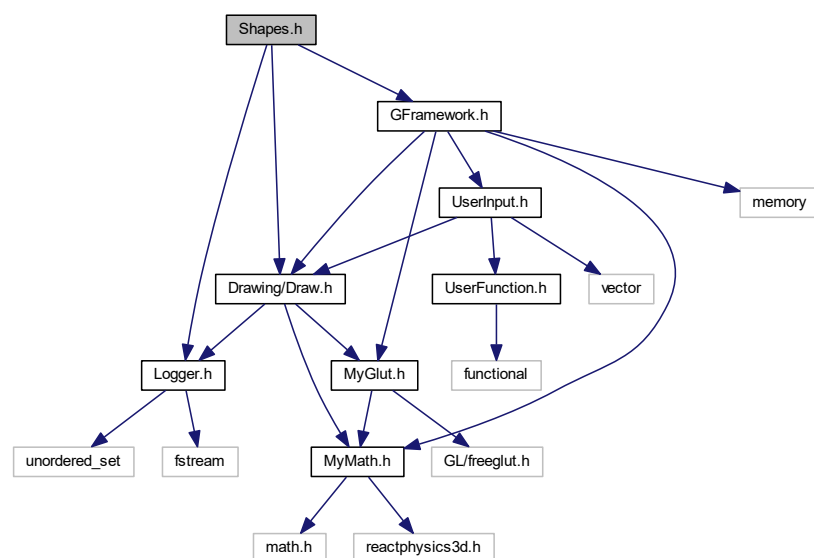 Shapes.h
GFramework.h
UserInput.h
memory
Drawing/Draw.h
UserFunction.h
vector
Logger.h
MyGlut.h
functional
unordered_set
fstream
MyMath.h
GL/freeglut.h
math.h
reactphysics3d.h